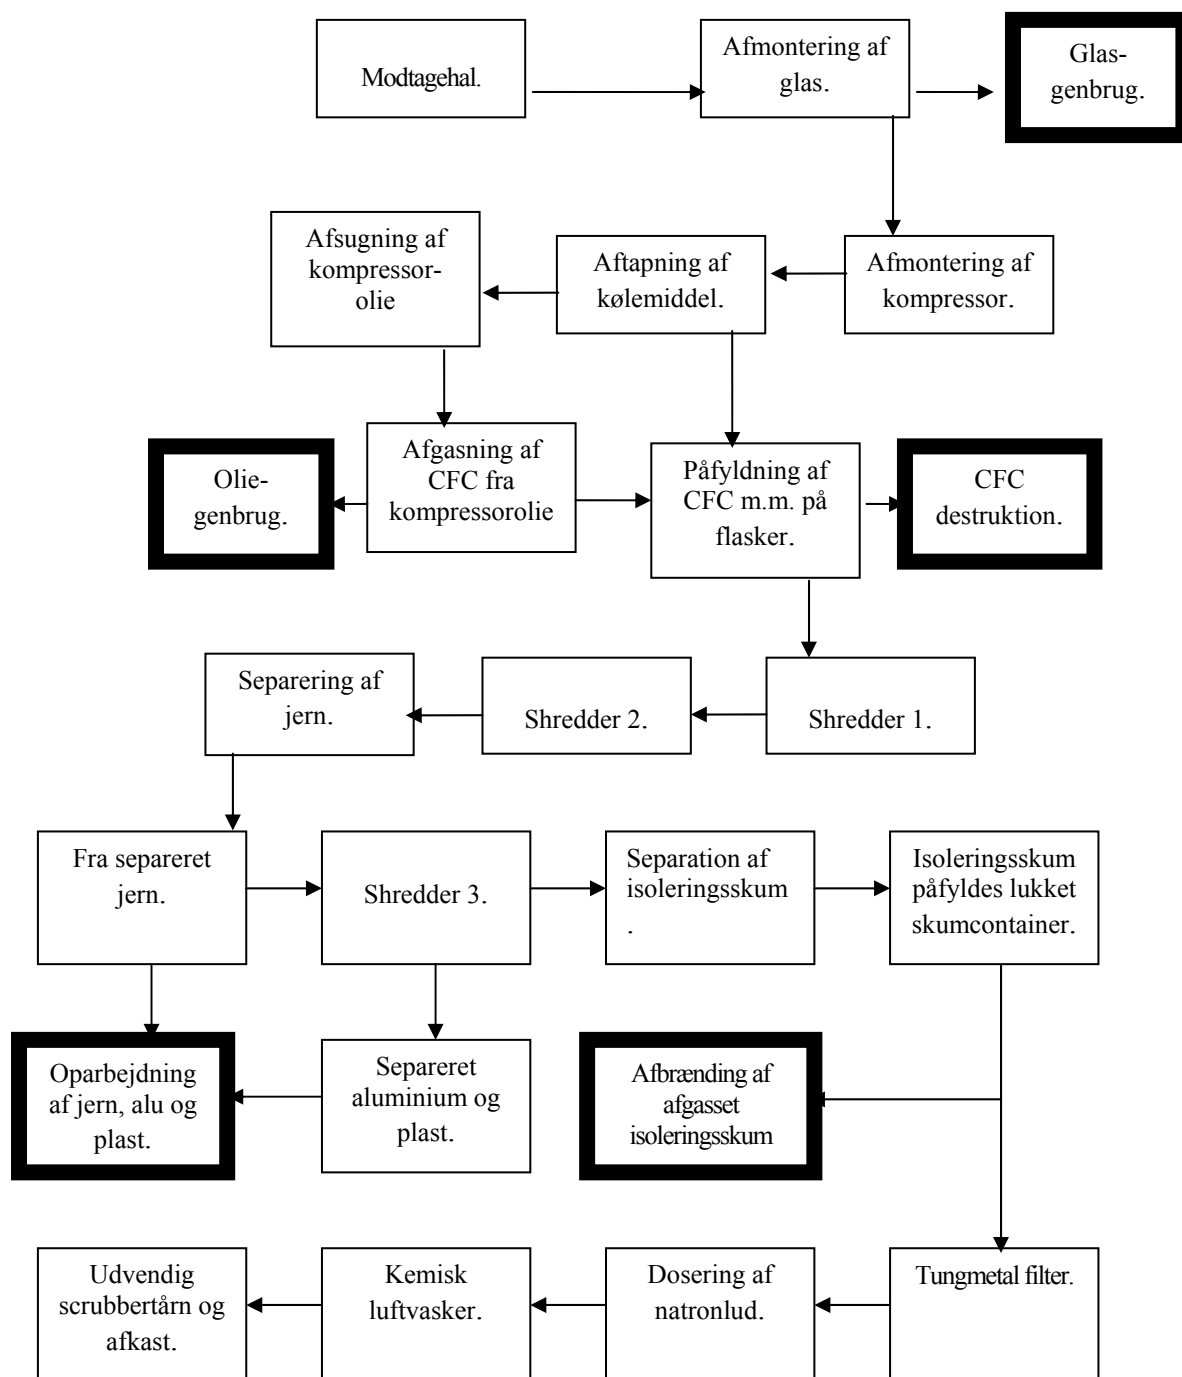 Modtagehal.
Afmontering af
glas.
Glas-
genbrug.
Afsugning af
kompressor-
olie
Aftapning af
kølemiddel.
Afmontering af
kompressor.
Olie-
genbrug.
Afgasning af
CFC fra
kompressorolie
Påfyldning af
CFC m.m. på
flasker.
CFC
destruktion.
Separering af
jern.
Shredder 2.
Shredder 1.
Fra separeret
jern.
Shredder 3.
Separation af
isoleringsskum
.
Isoleringsskum
påfyldes lukket
skumcontainer.
Oparbejdning
af jern, alu og
plast.
Separeret
aluminium og
plast.
Afbrænding af
afgasset
isoleringsskum
Udvendig
scrubbertårn og
afkast.
Kemisk
luftvasker.
Dosering af
natronlud.
Tungmetal filter.